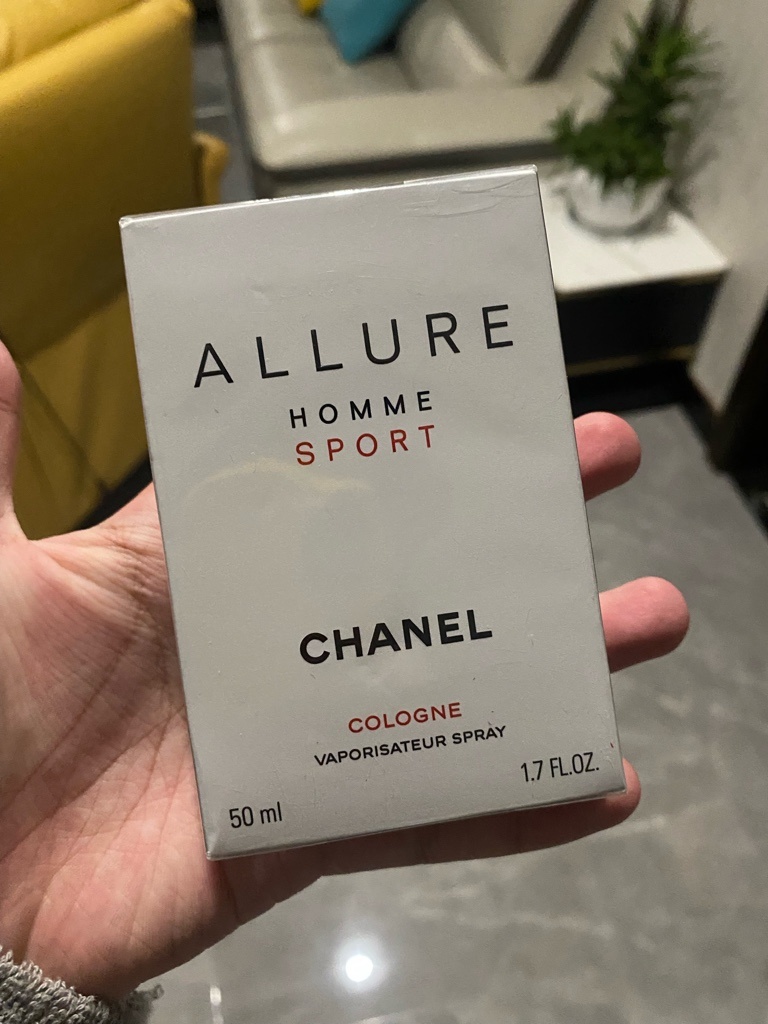 ALLURE
HOMME
SPORT
CHANEL
COLOGNE
VAPORISATEUR SPRAY
50 ml 1.7 FL.OZ.